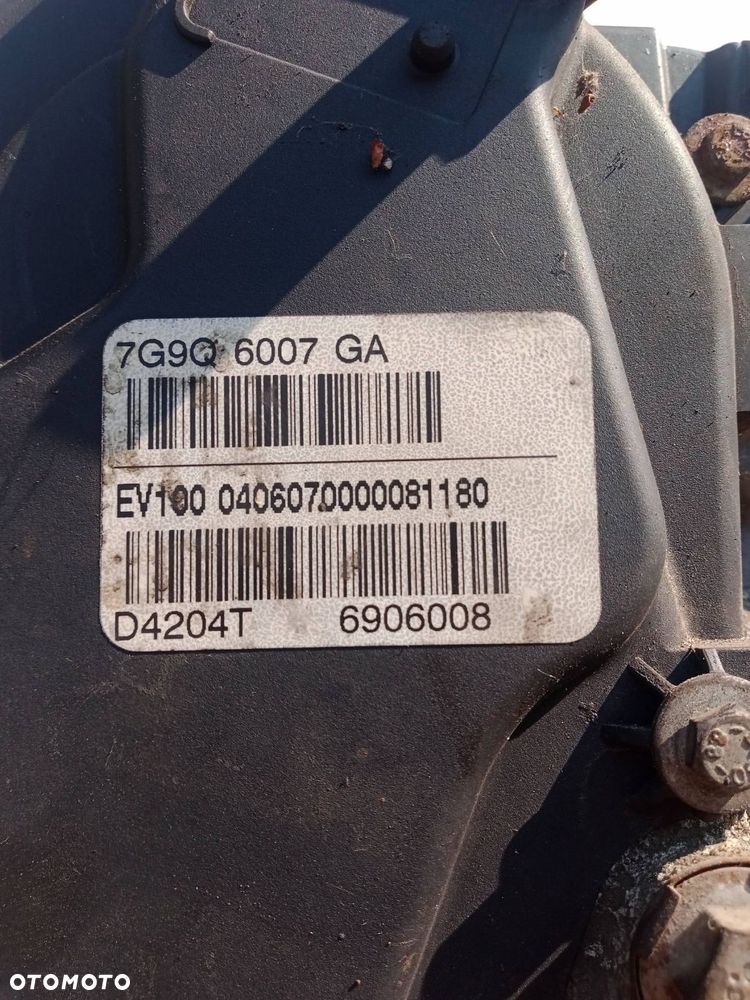 7G9Q 6007 GA
EV100 0406070000081180
D4204T 6906008
OTOMOTO